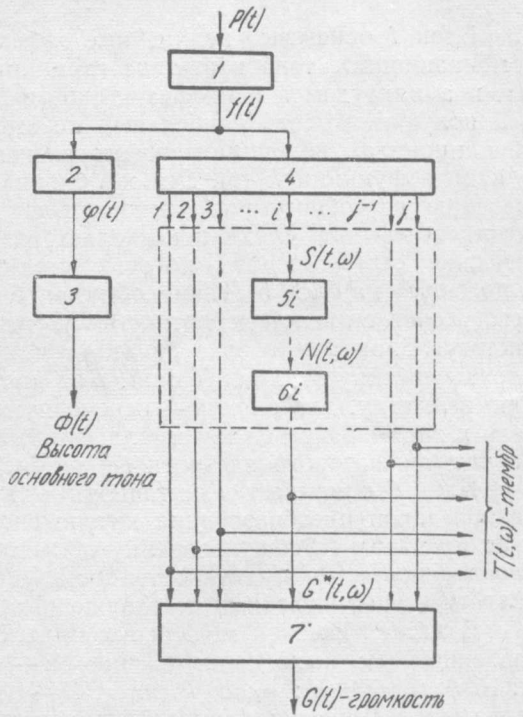 P(t)
1
f(t)
2
4
φ(t)
1 2 3 ... i ... j-1 j
S(t,ω)
3
5i
N(t,ω)
6i
Ф(t)
Высота
основного тона
T(t,ω)-тембр
G*(t,ω)
7
G(t)-громкость